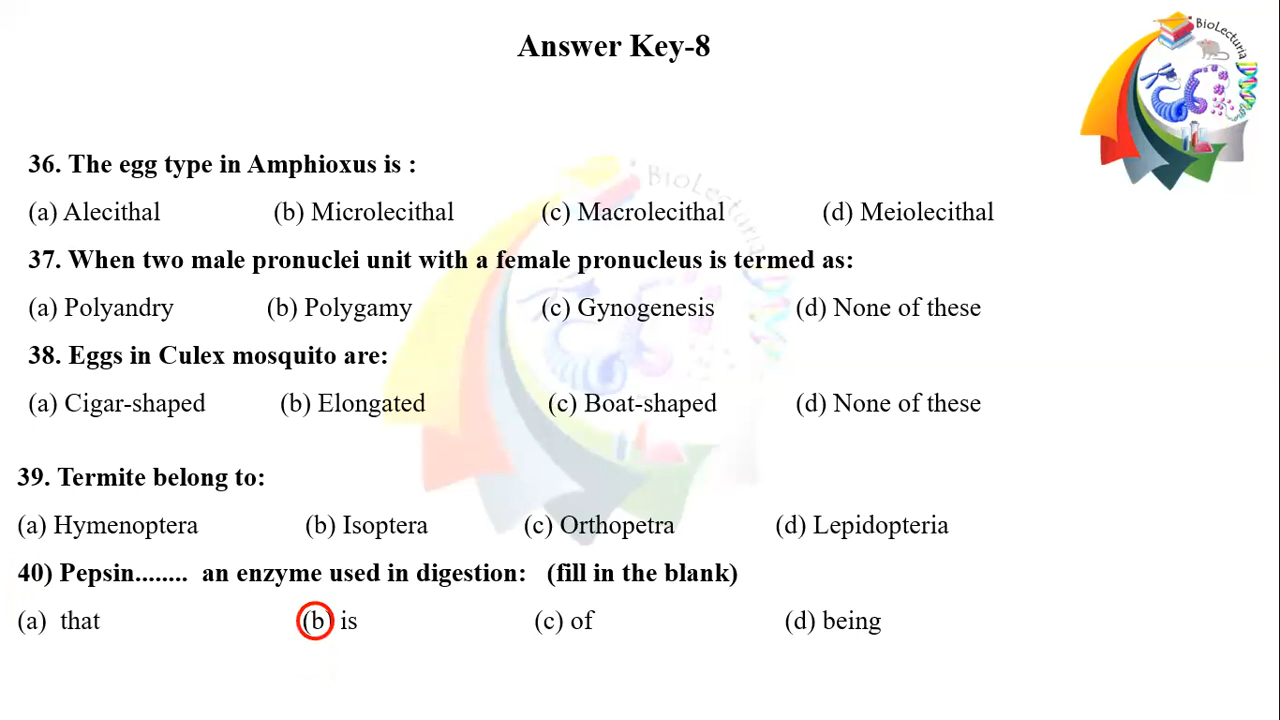 Answer Key-8
BioLecturia
36. The egg type in Amphioxus is :
(a) Alecithal (b) Microlecithal (c) Macrolecithal (d) Meiolecithal
37. When two male pronuclei unit with a female pronucleus is termed as:
(a) Polyandry (b) Polygamy (c) Gynogenesis (d) None of these
38. Eggs in Culex mosquito are:
(a) Cigar-shaped (b) Elongated (c) Boat-shaped (d) None of these
39. Termite belong to:
(a) Hymenoptera (b) Isoptera (c) Orthopetra (d) Lepidopteria
40) Pepsin........ an enzyme used in digestion: (fill in the blank)
(a) that (b) is (c) of (d) being
BioLecturia